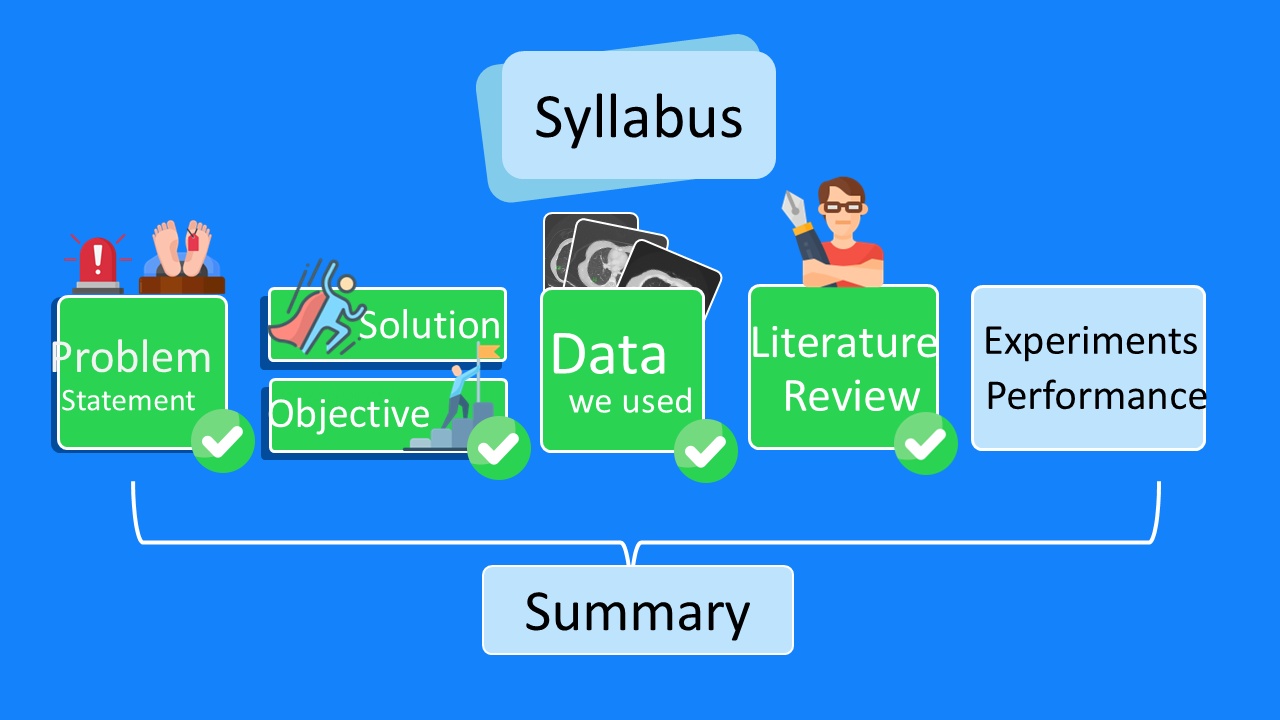 Syllabus
Problem
Statement
Solution
Objective
Data
we used
Literature
Review
Experiments
Performance
Summary